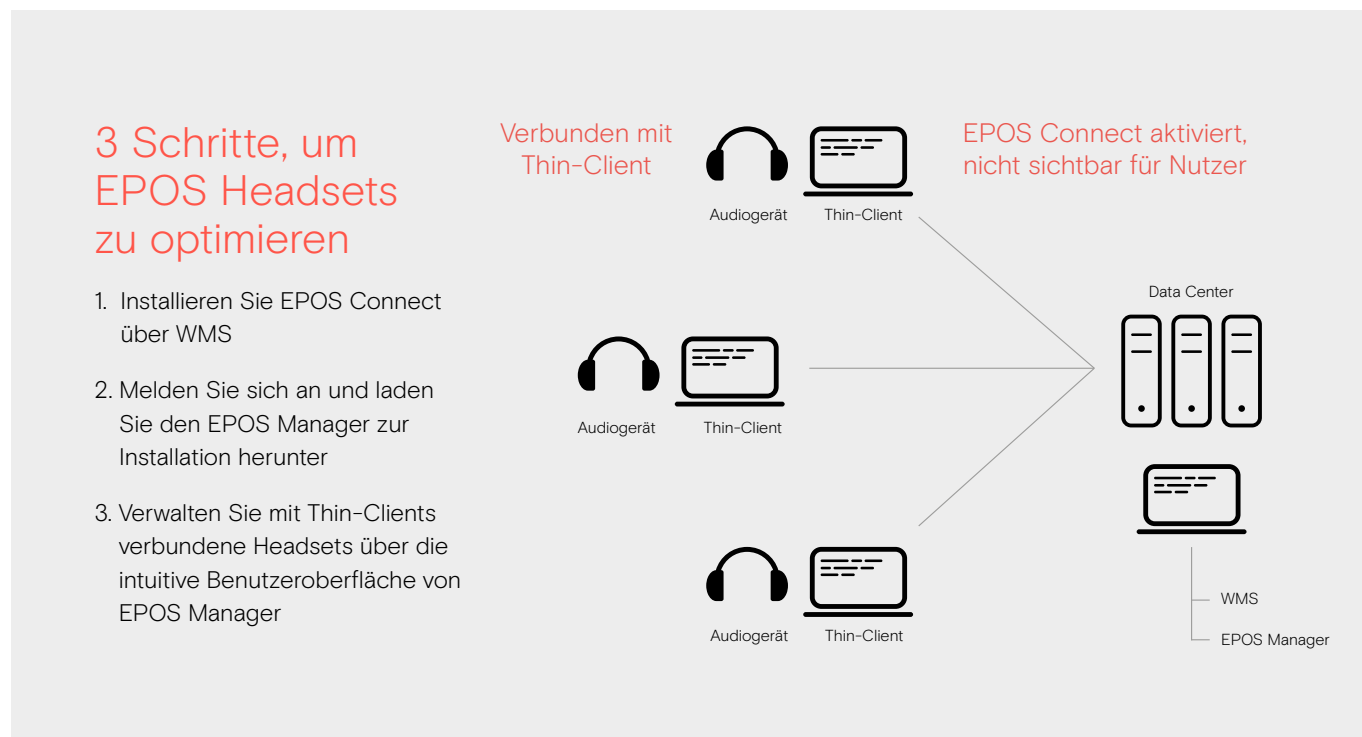 3 Schritte, um
EPOS Headsets
zu optimieren
1. Installieren Sie EPOS Connect
über WMS
2. Melden Sie sich an und laden
Sie den EPOS Manager zur
Installation herunter
3. Verwalten Sie mit Thin-Clients
verbundene Headsets über die
intuitive Benutzeroberfläche von
EPOS Manager
Verbunden mit
Thin-Client
EPOS Connect aktiviert,
nicht sichtbar für Nutzer
Audiogerät
Thin-Client
Audiogerät
Thin-Client
Audiogerät
Thin-Client
Data Center
WMS
EPOS Manager